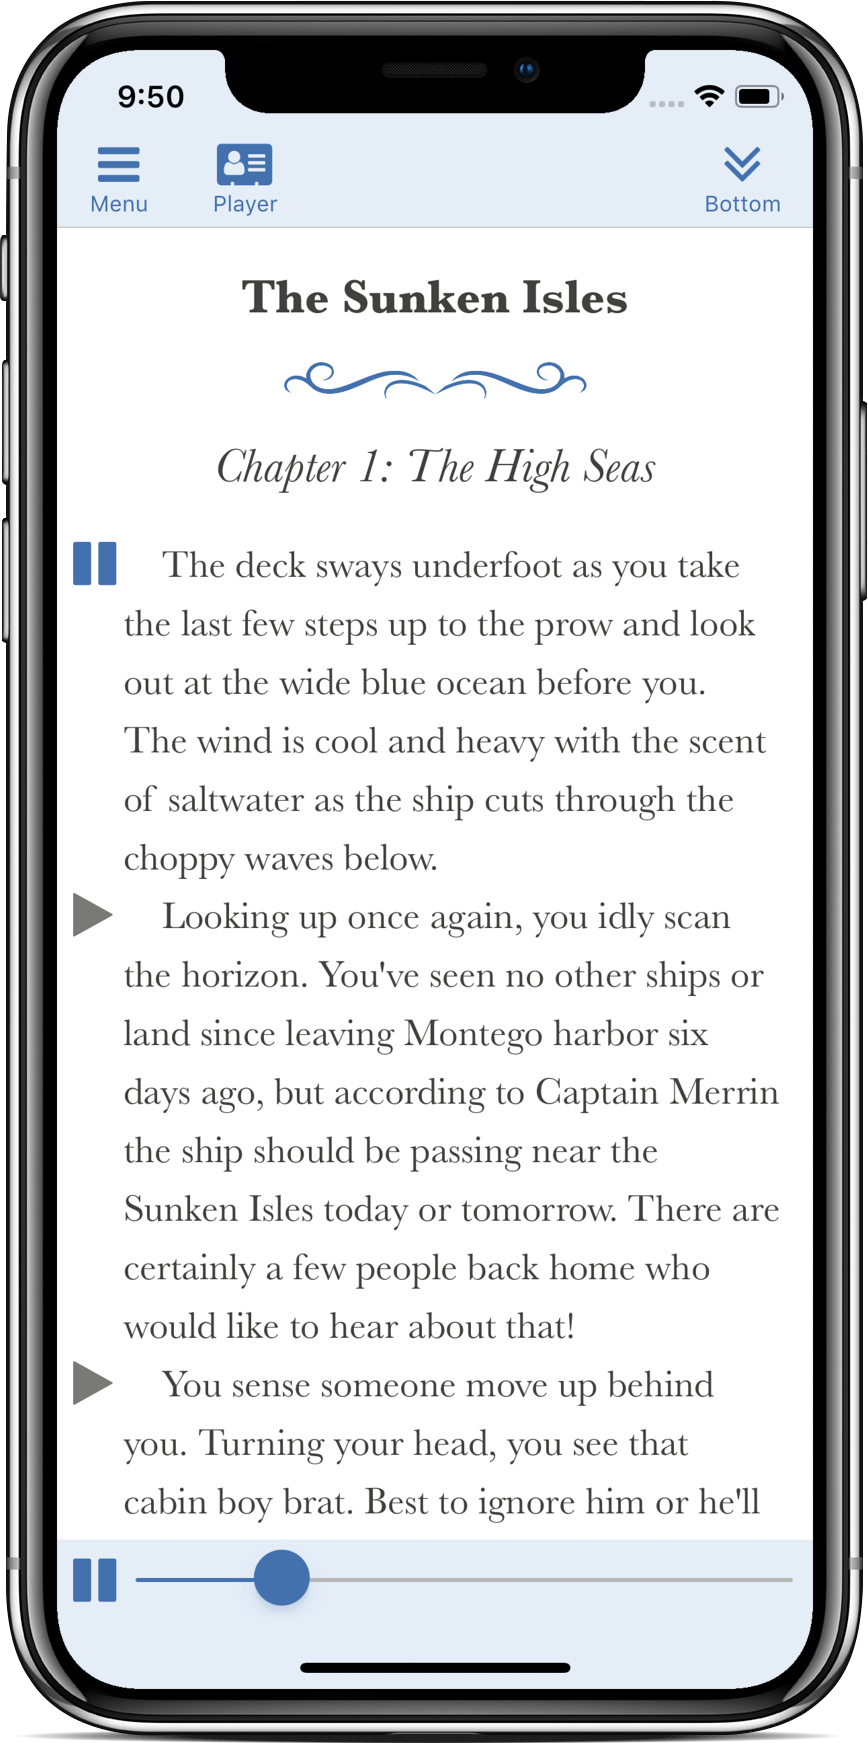 9:50
Menu
Player
Bottom
The Sunken Isles
Chapter 1: The High Seas
The deck sways underfoot as you take
the last few steps up to the prow and look
out at the wide blue ocean before you.
The wind is cool and heavy with the scent
of saltwater as the ship cuts through the
choppy waves below.
Looking up once again, you idly scan
the horizon. You've seen no other ships or
land since leaving Montego harbor six
days ago, but according to Captain Merrin
the ship should be passing near the
Sunken Isles today or tomorrow. There are
certainly a few people back home who
would like to hear about that!
You sense someone move up behind
you. Turning your head, you see that
cabin boy brat. Best to ignore him or he'll